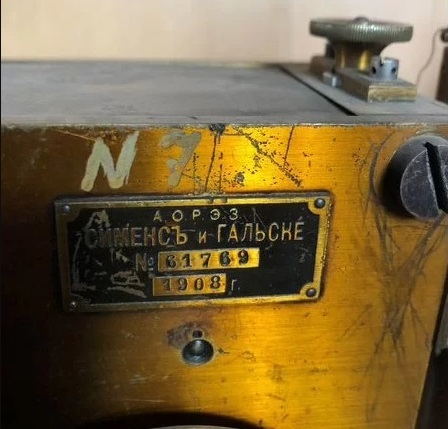 N 7
А.О.Р.Э.З.
СИМЕНСЪ и ГАЛЬСКЕ
№ 61769
1908 г.